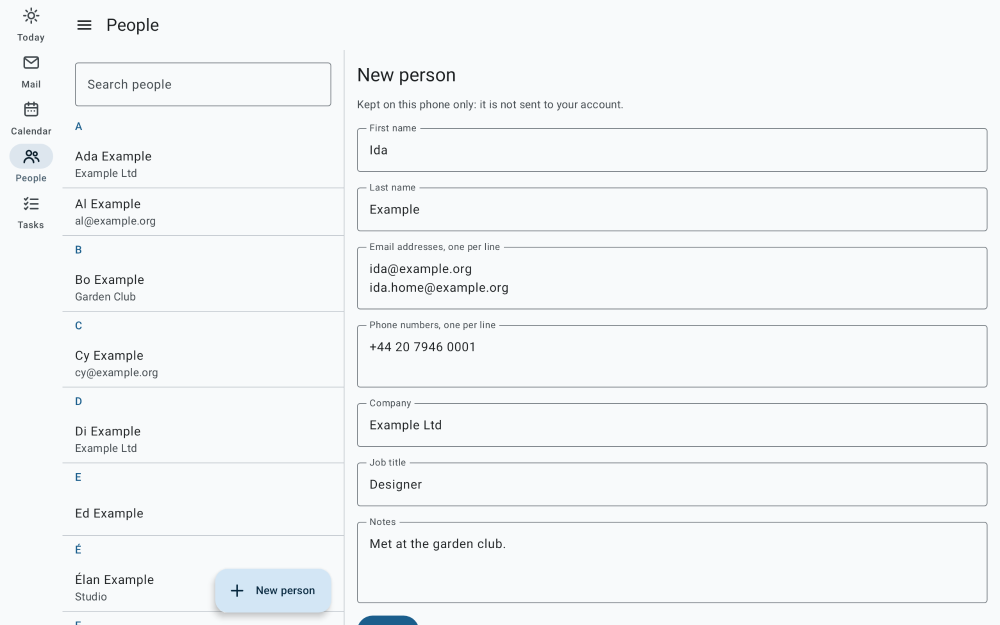 Today
Mail
Calendar
People
Tasks
People
Search people
A
Ada Example
Example Ltd
Al Example
al@example.org
B
Bo Example
Garden Club
C
Cy Example
cy@example.org
D
Di Example
Example Ltd
E
Ed Example
É
Élan Example
Studio
New person
New person
Kept on this phone only: it is not sent to your account.
First name
Ida
Last name
Example
Email addresses, one per line
ida@example.org
ida.home@example.org
Phone numbers, one per line
+44 20 7946 0001
Company
Example Ltd
Job title
Designer
Notes
Met at the garden club.